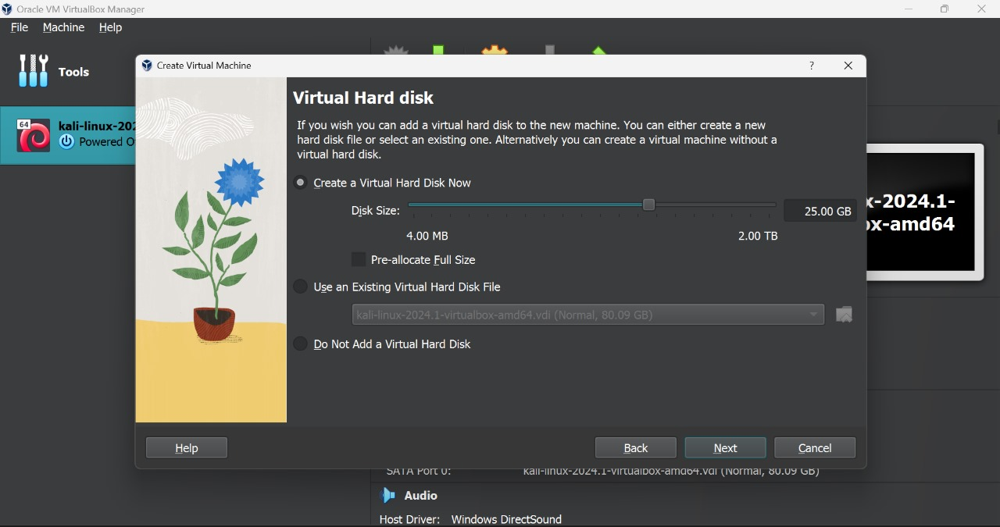 Oracle VM VirtualBox Manager
File Machine Help
Tools
64
kali-linux-202
Powered O
Create Virtual Machine
?
Virtual Hard disk
If you wish you can add a virtual hard disk to the new machine. You can either create a new
hard disk file or select an existing one. Alternatively you can create a virtual machine without a
virtual hard disk.
Create a Virtual Hard Disk Now
Disk Size:
25.00 GB
4.00 MB
2.00 TB
Pre-allocate Full Size
Use an Existing Virtual Hard Disk File
kali-linux-2024.1-virtualbox-amd64.vdi (Normal, 80.09 GB)
Do Not Add a Virtual Hard Disk
Help
Back
Next
Cancel
x-2024.1-
ox-amd64
SATA Port 0: kali-linux-2024.1-virtualbox-amd64.vdi (Normal, 80.09 GB)
Audio
Host Driver: Windows DirectSound